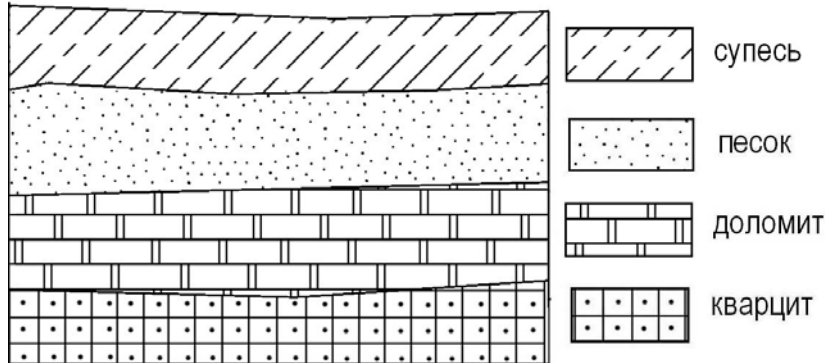 супесь
песок
доломит
кварцит